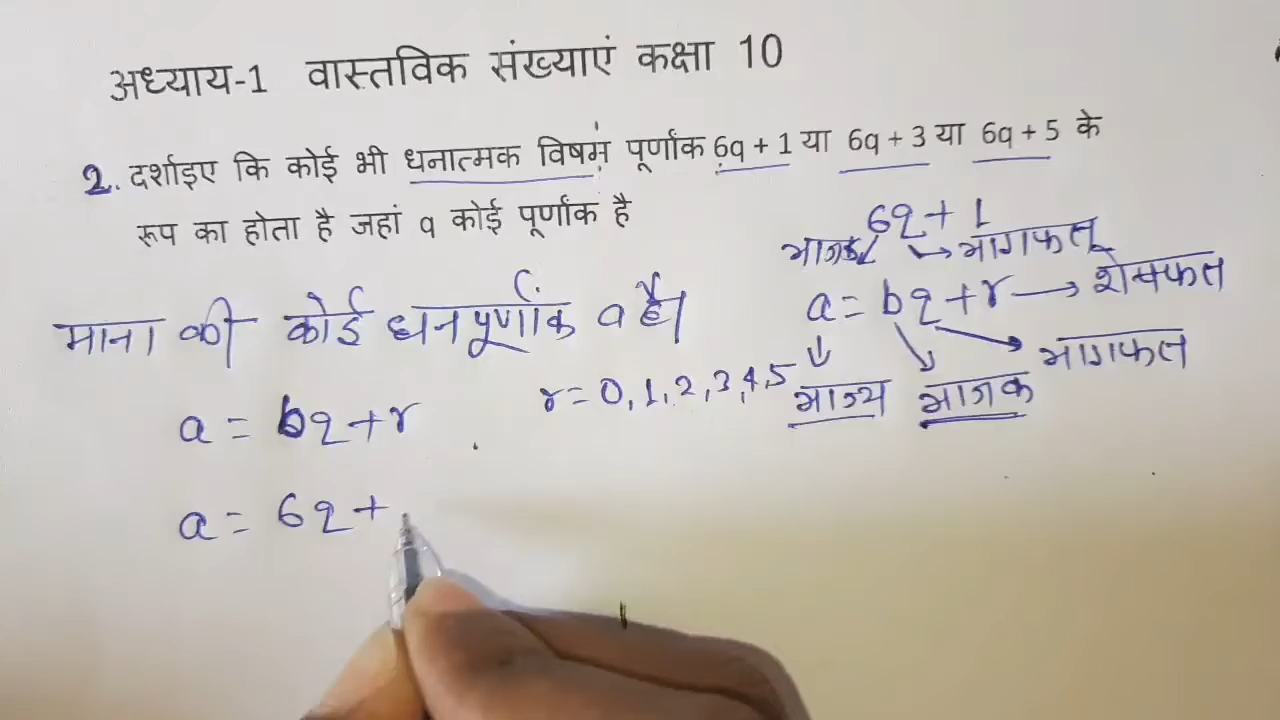 अध्याय-1 वास्तविक संख्याएं कक्षा 10
2. दर्शाइए कि कोई भी धनात्मक विषम पूर्णांक 6q + 1 या 6q + 3 या 6q + 5 के
रूप का होता है जहां q कोई पूर्णांक है
6q + 1
भाजक भागफल
माना की कोई धनपूर्णांक a है।
a = bq + r → शेषफल
भागफल
भाज्य भाजक
r = 0, 1, 2, 3, 4, 5
a = bq + r
a = 6q +